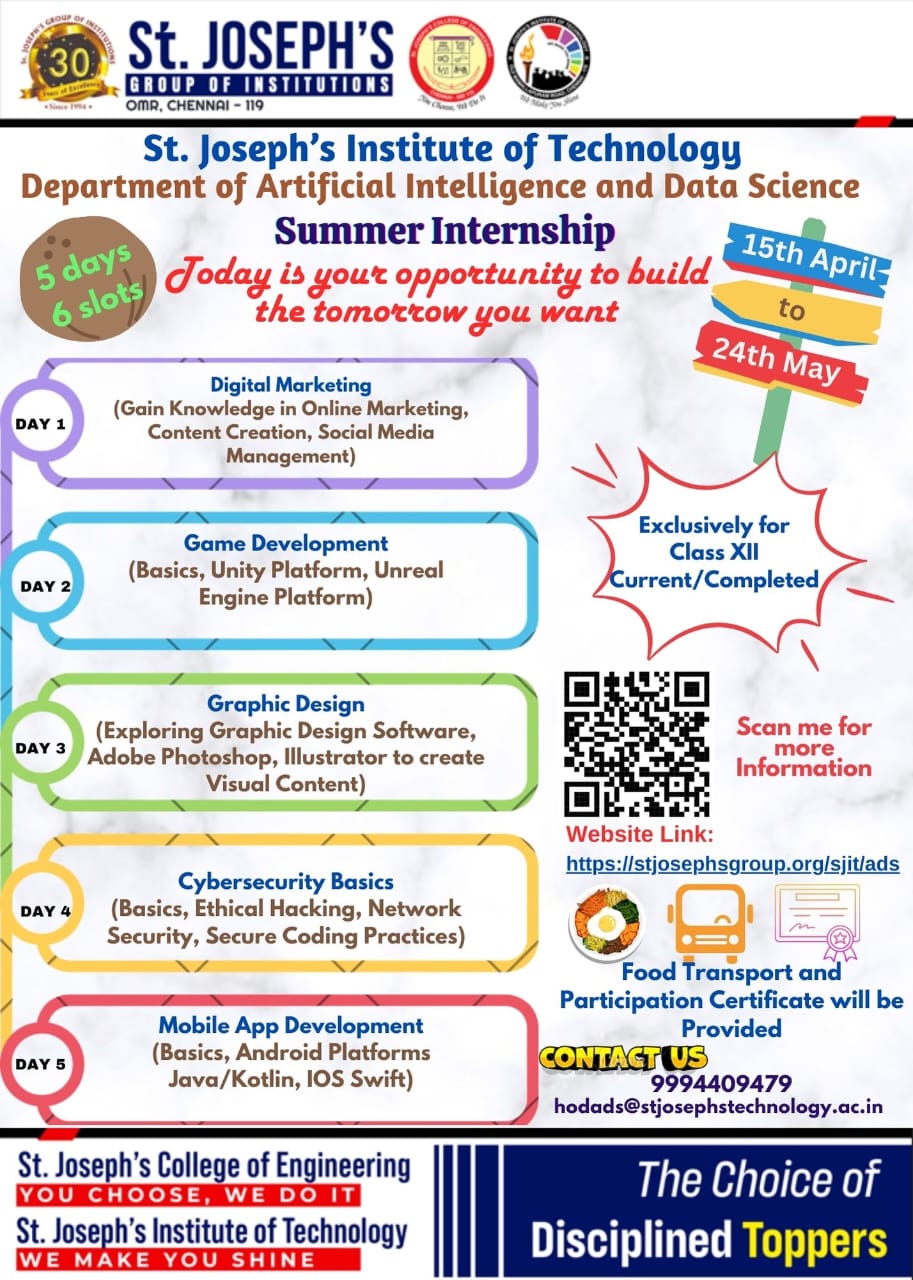 ST. JOSEPH'S GROUP OF INSTITUTIONS
30
Years of Excellence
• Since 1994 •
St. JOSEPH'S
GROUP OF INSTITUTIONS
OMR, CHENNAI - 119
You Choose, We Do It
We Make You Shine
St. Joseph's Institute of Technology
Department of Artificial Intelligence and Data Science
Summer Internship
5 days
6 slots
Today is your opportunity to build
the tomorrow you want
15th April
to
24th May
DAY 1
Digital Marketing
(Gain Knowledge in Online Marketing,
Content Creation, Social Media
Management)
DAY 2
Game Development
(Basics, Unity Platform, Unreal
Engine Platform)
DAY 3
Graphic Design
(Exploring Graphic Design Software,
Adobe Photoshop, Illustrator to create
Visual Content)
DAY 4
Cybersecurity Basics
(Basics, Ethical Hacking, Network
Security, Secure Coding Practices)
DAY 5
Mobile App Development
(Basics, Android Platforms
Java/Kotlin, IOS Swift)
Exclusively for
Class XII
Current/Completed
Scan me for
more
Information
Website Link:
https://stjosephsgroup.org/sjit/ads
Food Transport and
Participation Certificate will be
Provided
CONTACT US
9994409479
hodads@stjosephstechnology.ac.in
St. Joseph's College of Engineering
YOU CHOOSE, WE DO IT
St. Joseph's Institute of Technology
WE MAKE YOU SHINE
The Choice of
Disciplined Toppers